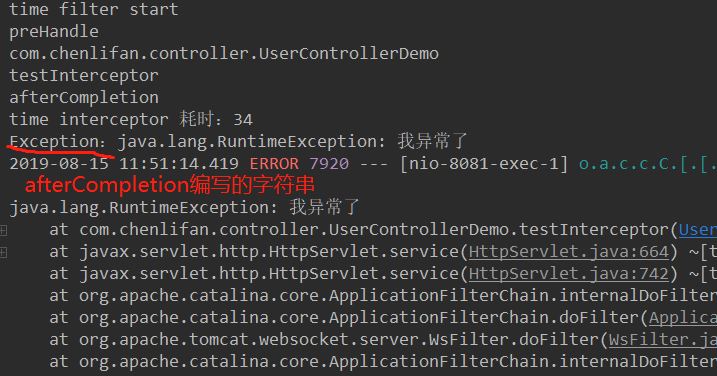 time filter start
preHandle
com.chenlifan.controller.UserControllerDemo
testInterceptor
afterCompletion
time interceptor 耗时：34
Exception：java.lang.RuntimeException: 我异常了
2019-08-15 11:51:14.419 ERROR 7920 --- [nio-8081-exec-1] o.a.c.c.C.[.[.
afterCompletion编写的字符串
java.lang.RuntimeException: 我异常了
at com.chenlifan.controller.UserControllerDemo.testInterceptor(User
at javax.servlet.http.HttpServlet.service(HttpServlet.java:664) ~[t
at javax.servlet.http.HttpServlet.service(HttpServlet.java:742) ~[t
at org.apache.catalina.core.ApplicationFilterChain.internalDoFilter
at org.apache.catalina.core.ApplicationFilterChain.doFilter(Applica
at org.apache.tomcat.websocket.server.WsFilter.doFilter(WsFilter.ja
at org.apache.catalina.core.ApplicationFilterChain.internalDoFilter